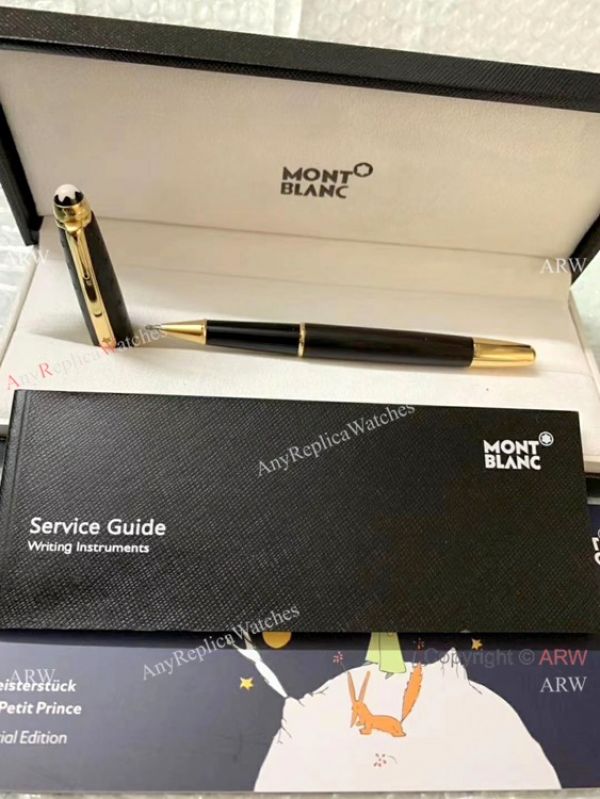 AnyReplicaWatches
MONT
BLANC
ARW
ARW
AnyReplicaWatches
AnyReplicaWatches
MONT
BLANC
Service Guide
Writing Instruments
AnyReplicaWatches
Copyright © ARW
ARW
ARW
eisterstück
Petit Prince
ial Edition